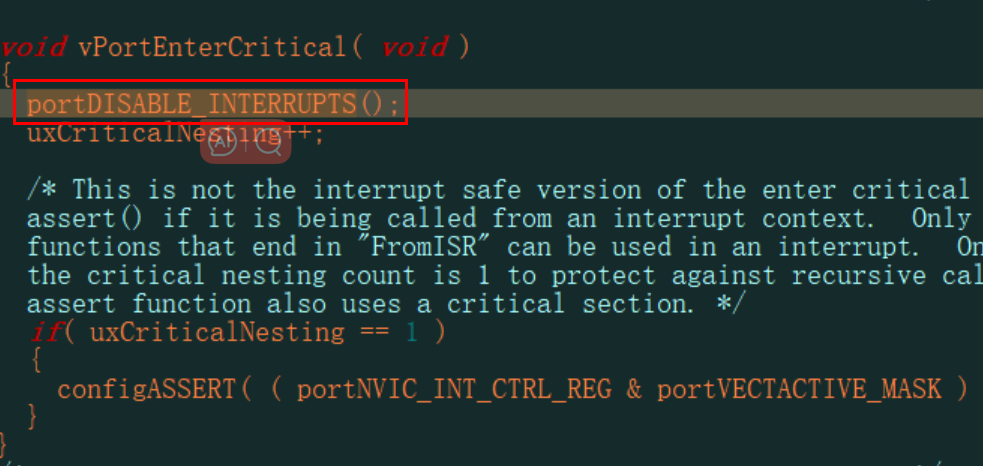 void vPortEnterCritical( void )
{
portDISABLE_INTERRUPTS();
uxCriticalNesting++;
/* This is not the interrupt safe version of the enter critical
assert() if it is being called from an interrupt context.  Only
functions that end in "FromISR" can be used in an interrupt.
the critical nesting count is 1 to protect against recursive
assert function also uses a critical section. */
if( uxCriticalNesting == 1 )
{
configASSERT( ( portNVIC_INT_CTRL_REG & portVECTACTIVE_MASK )
}
}